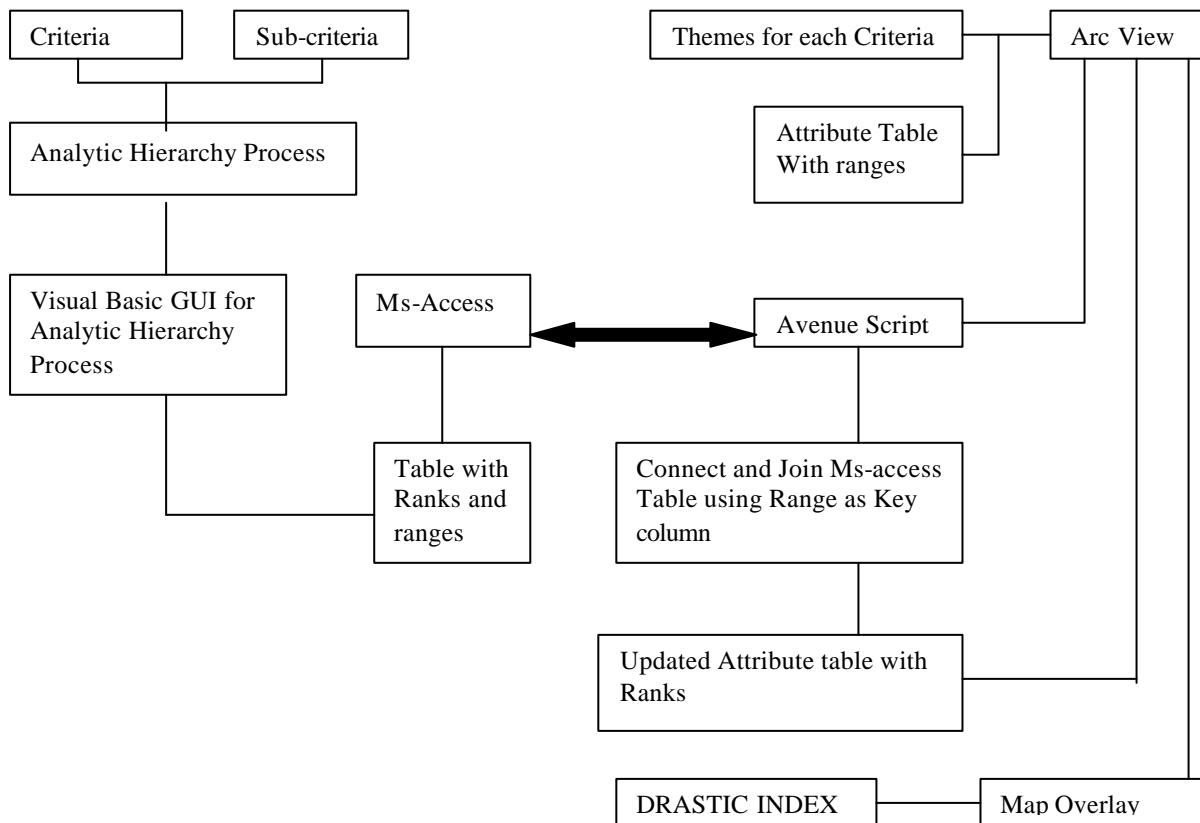 Criteria
Sub-criteria
Themes for each Criteria
Arc View
Analytic Hierarchy Process
Attribute Table
With ranges
Visual Basic GUI for
Analytic Hierarchy
Process
Ms-Access
Avenue Script
Table with
Ranks and
ranges
Connect and Join Ms-access
Table using Range as Key
column
Updated Attribute table with
Ranks
DRASTIC INDEX
Map Overlay